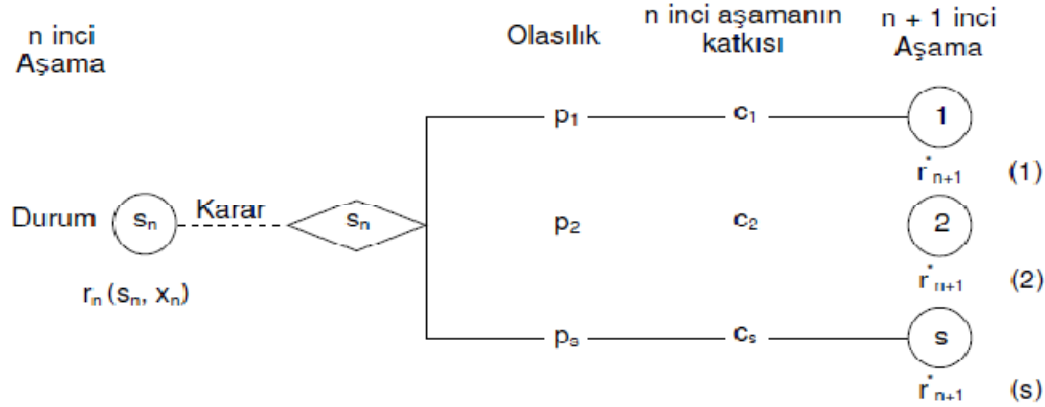 n inci
Aşama
Olasılık
n inci aşamanın
katkısı
n + 1 inci
Aşama
p₁ c₁ 1
r*ₙ₊₁ (1)
Durum sₙ Karar sₙ p₂ c₂ 2
rₙ (sₙ, xₙ)
r*ₙ₊₁ (2)
pₛ cₛ s
r*ₙ₊₁ (s)